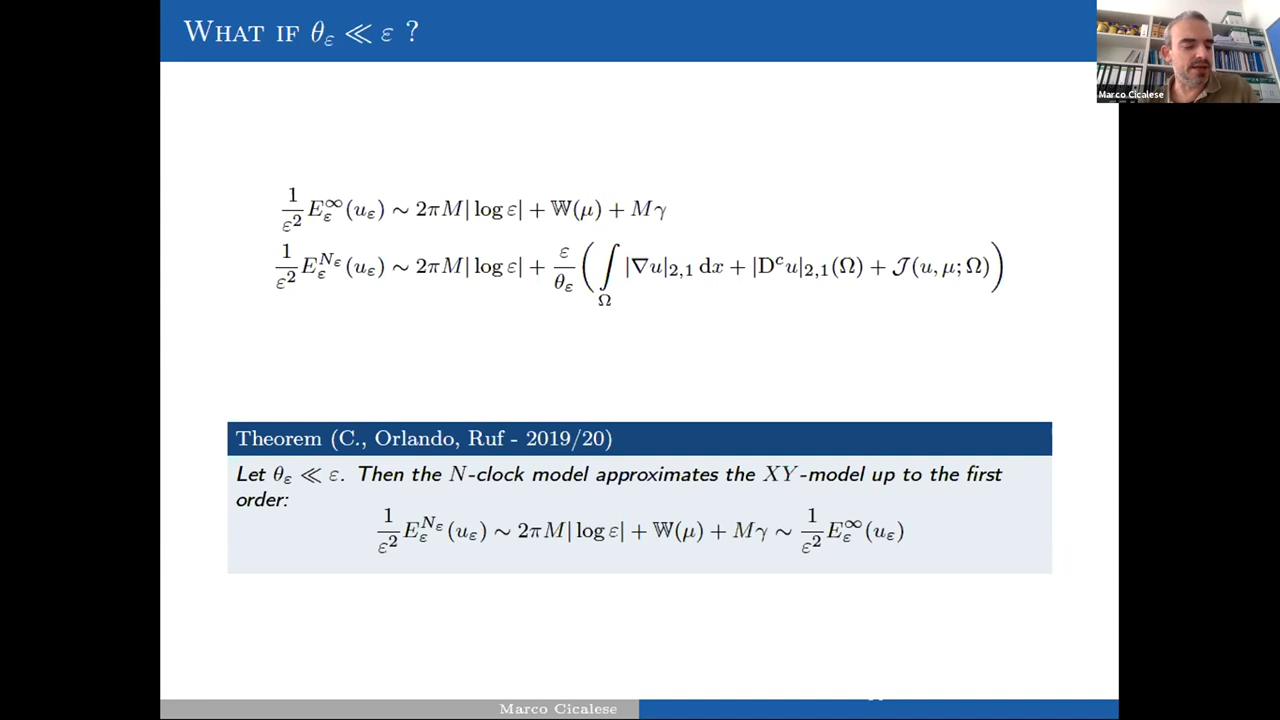 What if θ_ε ≪ ε ?
Marco Cicalese
1/ε² E_ε^∞(u_ε) ∼ 2πM|log ε| + 𝕎(μ) + Mγ
1/ε² E_ε^{N_ε}(u_ε) ∼ 2πM|log ε| + ε/θ_ε ( ∫_Ω |∇u|_{2,1} dx + |D^c u|_{2,1}(Ω) + 𝒥(u, μ; Ω) )
Theorem (C., Orlando, Ruf - 2019/20)
Let θ_ε ≪ ε. Then the N-clock model approximates the XY-model up to the first
order:
1/ε² E_ε^{N_ε}(u_ε) ∼ 2πM|log ε| + 𝕎(μ) + Mγ ∼ 1/ε² E_ε^∞(u_ε)
Marco Cicalese